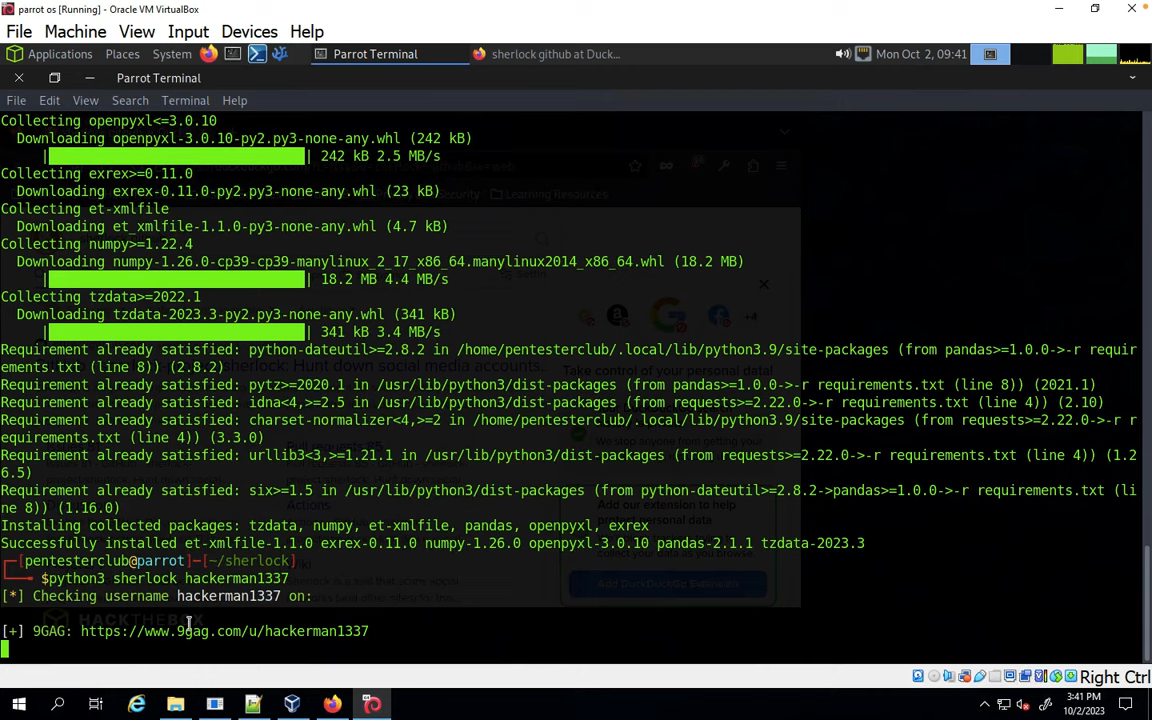 parrot os [Running] - Oracle VM VirtualBox
File Machine View Input Devices Help
Applications Places System Parrot Terminal sherlock github at Duck... Mon Oct 2, 09:41
Parrot Terminal
File Edit View Search Terminal Help
Collecting openpyxl<=3.0.10
Downloading openpyxl-3.0.10-py2.py3-none-any.whl (242 kB)
| | 242 kB 2.5 MB/s
Collecting exrex>=0.11.0
Downloading exrex-0.11.0-py2.py3-none-any.whl (23 kB)
Collecting et-xmlfile
Downloading et_xmlfile-1.1.0-py3-none-any.whl (4.7 kB)
Collecting numpy>=1.22.4
Downloading numpy-1.26.0-cp39-cp39-manylinux_2_17_x86_64.manylinux2014_x86_64.whl (18.2 MB)
| | 18.2 MB 4.4 MB/s
Collecting tzdata>=2022.1
Downloading tzdata-2023.3-py2.py3-none-any.whl (341 kB)
| | 341 kB 3.4 MB/s
Requirement already satisfied: python-dateutil>=2.8.2 in /home/pentesterclub/.local/lib/python3.9/site-packages (from pandas>=1.0.0->-r requir
ements.txt (line 8)) (2.8.2)
Requirement already satisfied: pytz>=2020.1 in /usr/lib/python3/dist-packages (from pandas>=1.0.0->-r requirements.txt (line 8)) (2021.1)
Requirement already satisfied: idna<4,>=2.5 in /usr/lib/python3/dist-packages (from requests>=2.22.0->-r requirements.txt (line 4)) (2.10)
Requirement already satisfied: charset-normalizer<4,>=2 in /home/pentesterclub/.local/lib/python3.9/site-packages (from requests>=2.22.0->-r r
equirements.txt (line 4)) (3.3.0)
Requirement already satisfied: urllib3<3,>=1.21.1 in /usr/lib/python3/dist-packages (from requests>=2.22.0->-r requirements.txt (line 4)) (1.2
6.5)
Requirement already satisfied: six>=1.5 in /usr/lib/python3/dist-packages (from python-dateutil>=2.8.2->pandas>=1.0.0->-r requirements.txt (li
ne 8)) (1.16.0)
Installing collected packages: tzdata, numpy, et-xmlfile, pandas, openpyxl, exrex
Successfully installed et-xmlfile-1.1.0 exrex-0.11.0 numpy-1.26.0 openpyxl-3.0.10 pandas-2.1.1 tzdata-2023.3
[pentesterclub@parrot]-[~/sherlock]
$python3 sherlock hackerman1337
[*] Checking username hackerman1337 on:
[+] 9GAG: https://www.9gag.com/u/hackerman1337
HACKTHEBOX
Add DuckDuckGo Extension
Right Ctrl
3:41 PM
10/2/2023